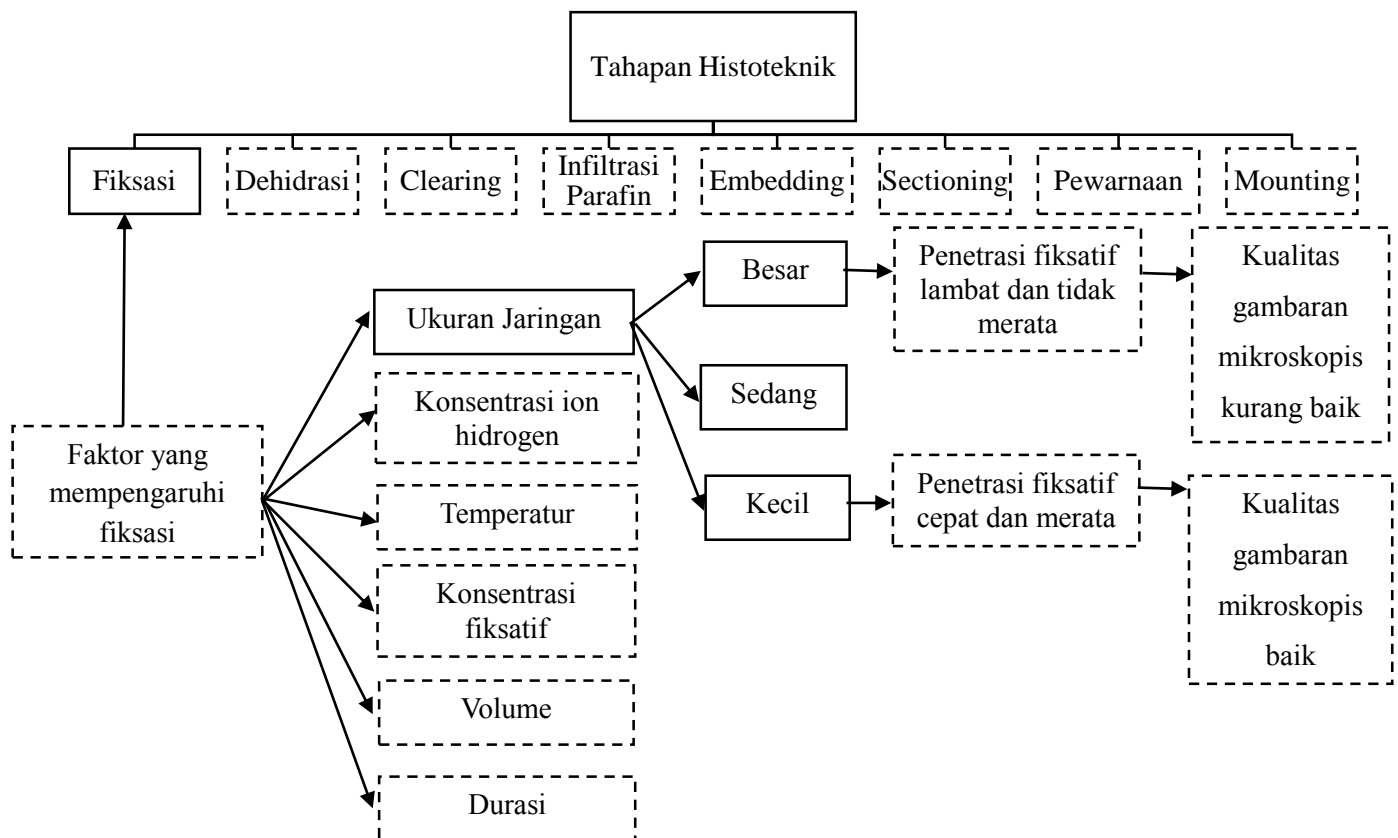 Tahapan Histoteknik
Fiksasi
Dehidrasi
Clearing
Infiltrasi
Parafin
Embedding
Sectioning
Pewarnaan
Mounting
Faktor yang
mempengaruhi
fiksasi
Ukuran Jaringan
Konsentrasi ion
hidrogen
Temperatur
Konsentrasi
fiksatif
Volume
Durasi
Besar
Sedang
Kecil
Penetrasi fiksatif
lambat dan tidak
merata
Penetrasi fiksatif
cepat dan merata
Kualitas
gambaran
mikroskopis
kurang baik
Kualitas
gambaran
mikroskopis
baik